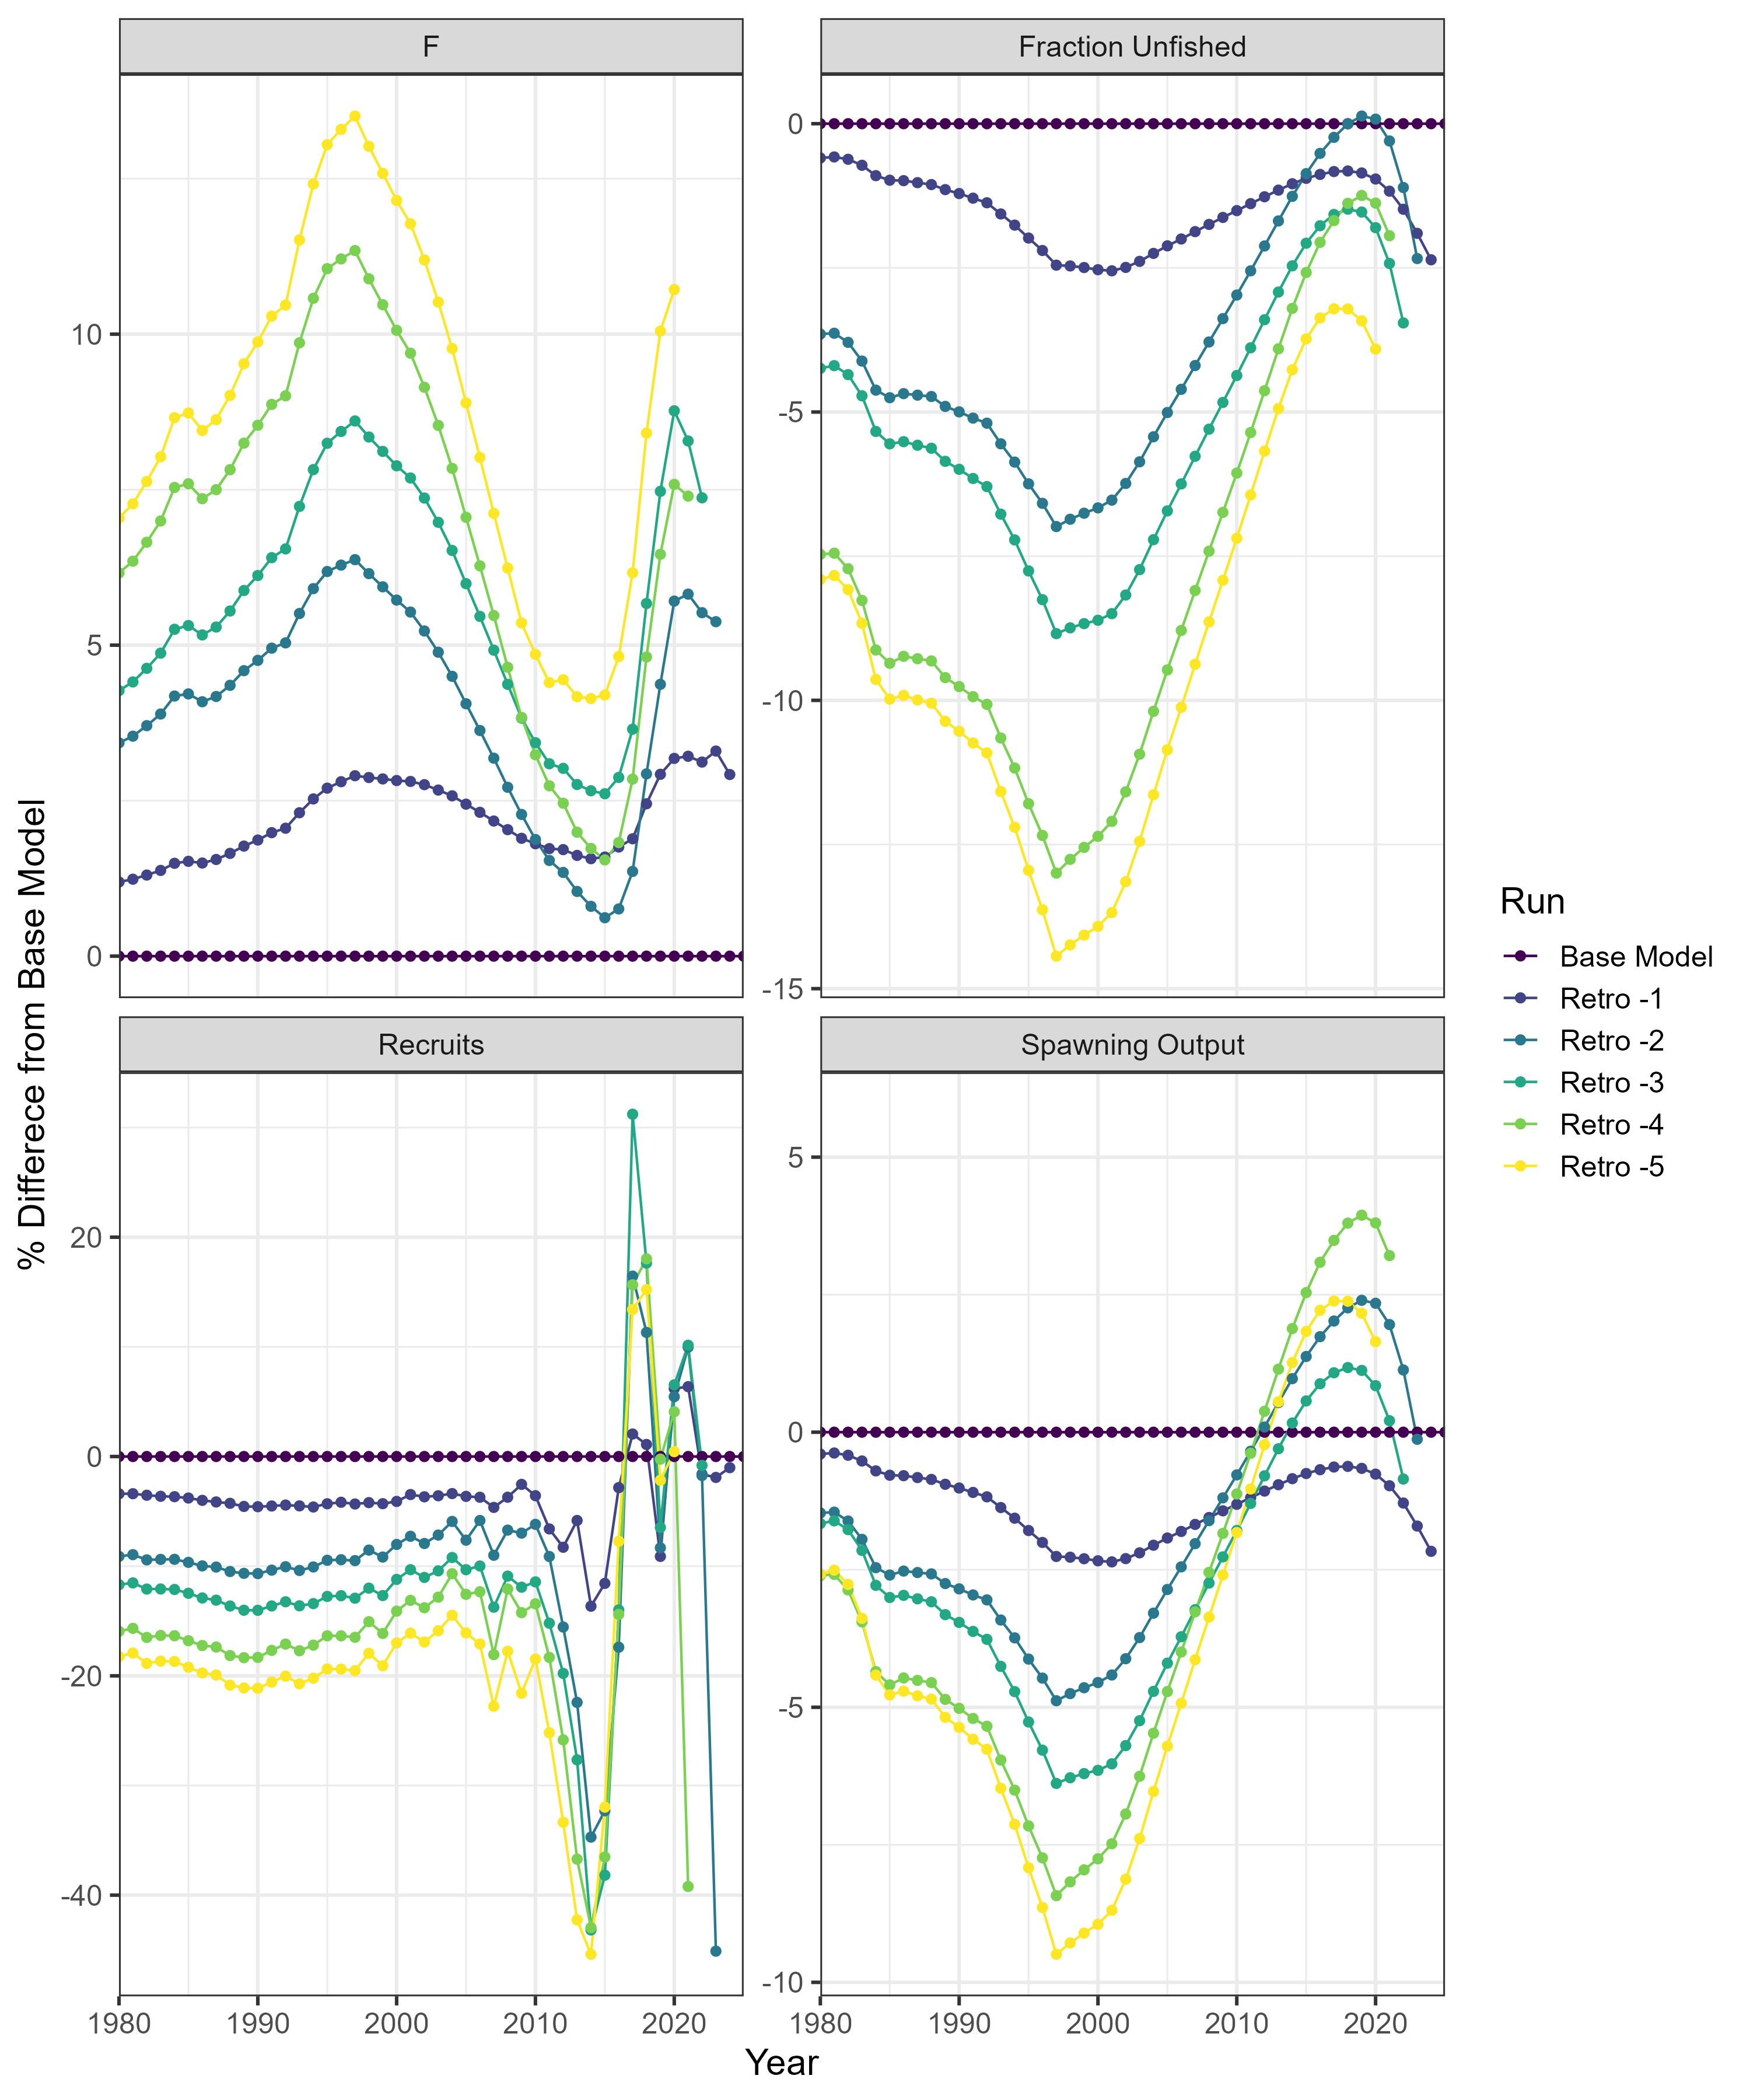 % Differece from Base Model
F
10
5
0
Fraction Unfished
0
-5
-10
-15
Recruits
20
0
-20
-40
1980 1990 2000 2010 2020
Spawning Output
5
0
-5
-10
1980 1990 2000 2010 2020
Year
Run
Base Model
Retro -1
Retro -2
Retro -3
Retro -4
Retro -5